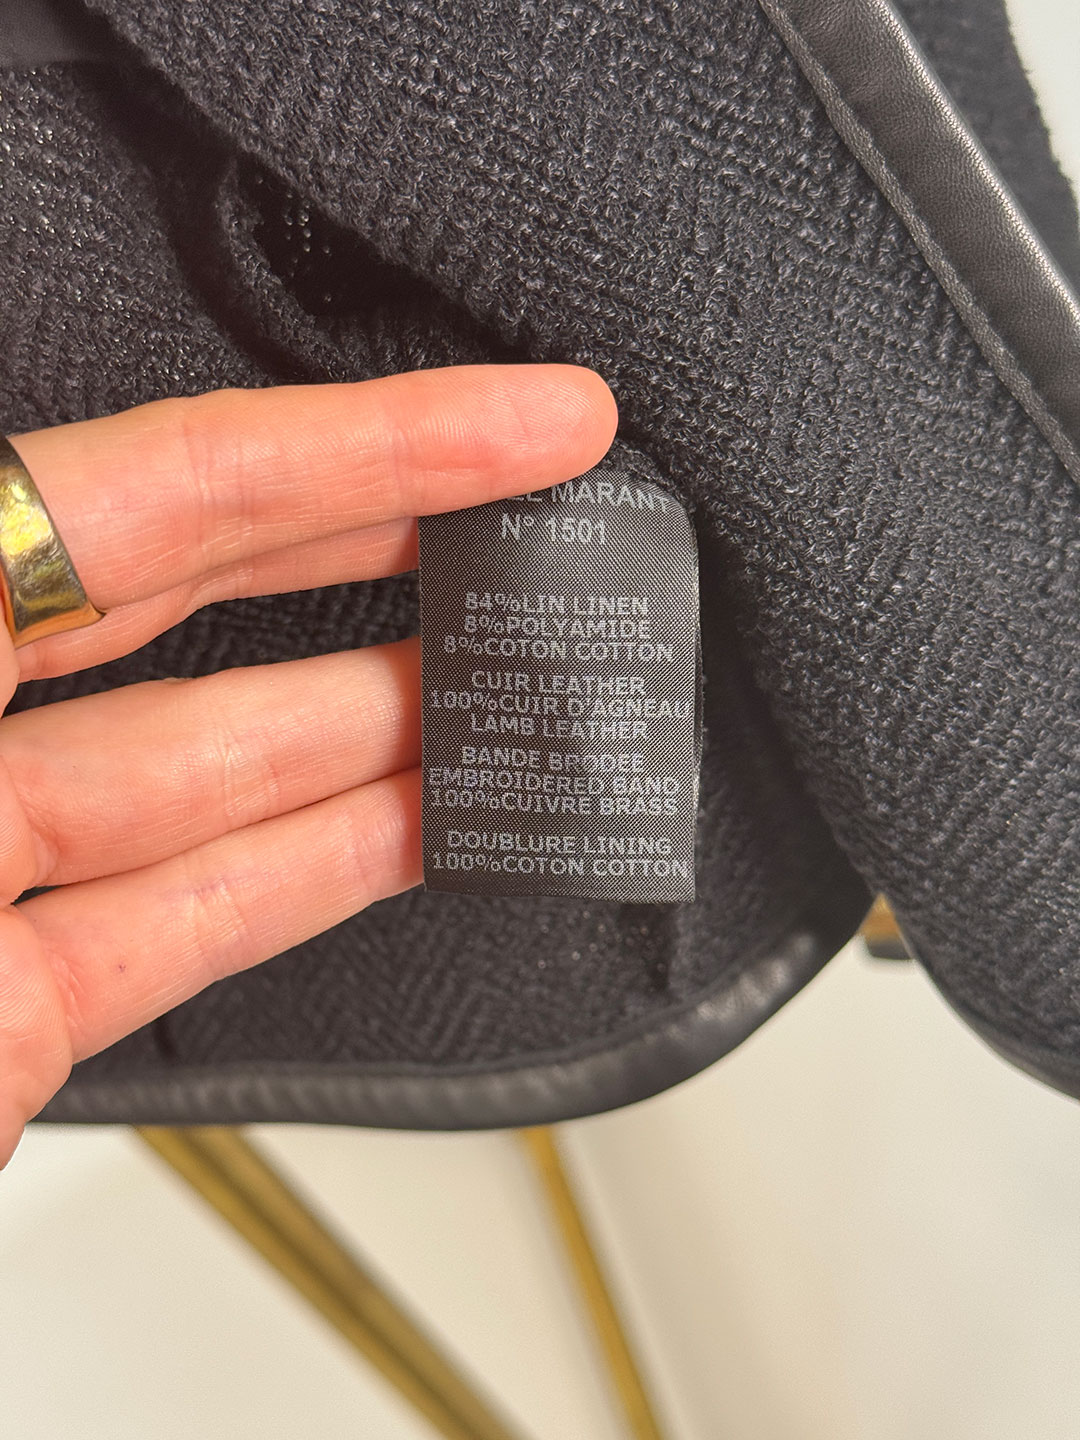 MARANT
N° 1501
84%LIN LINEN
8%POLYAMIDE
8%COTON COTTON
CUIR LEATHER
100%CUIR D'AGNEAU
LAMB LEATHER
BANDE BRODEE
EMBROIDERED BAND
100%CUIVRE BRASS
DOUBLURE LINING
100%COTON COTTON